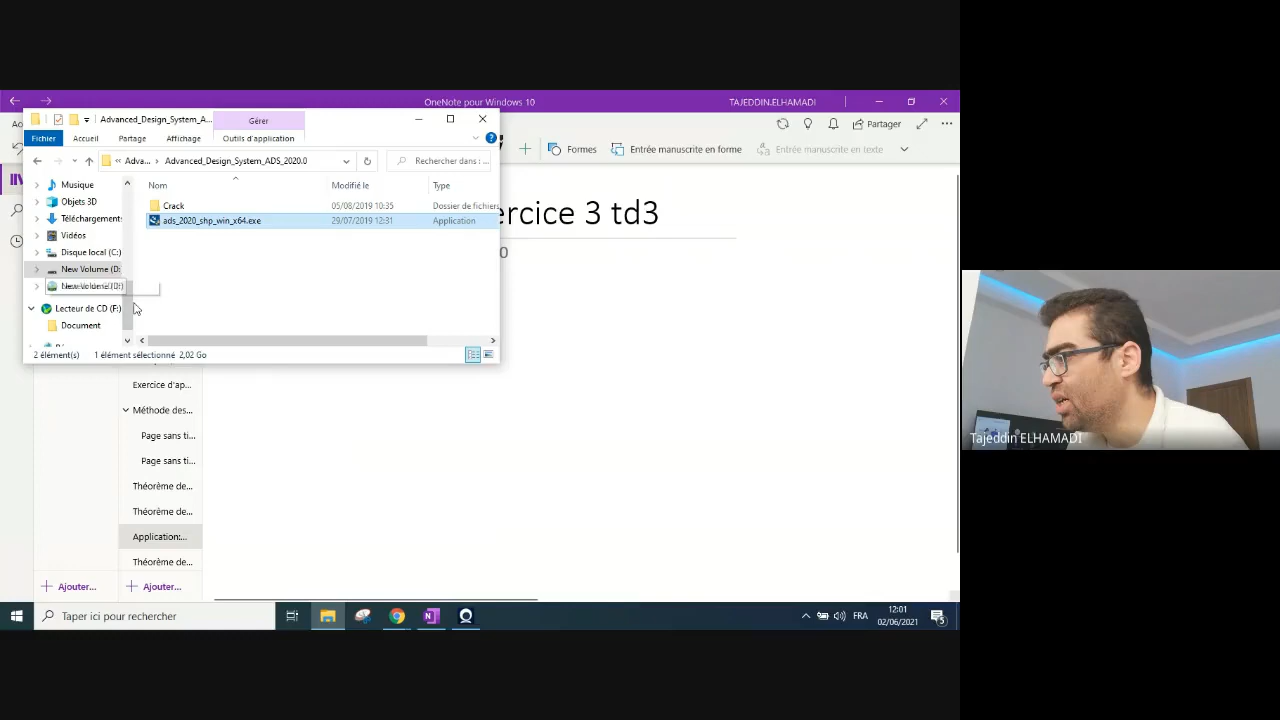 OneNote pour Windows 10
TAJEDDIN.ELHAMADI
Advanced_Design_System_A...
Gérer
Fichier
Accueil
Partage
Affichage
Outils d'application
Adva...
Advanced_Design_System_ADS_2020.0
Rechercher dans : ...
Formes
Entrée manuscrite en forme
Entrée manuscrite en texte
Partager
Musique
Objets 3D
Téléchargements
Vidéos
Disque local (C:)
New Volume (D:
New Volume (D:)
Lecteur de CD (F:)
Document
Nom
Modifié le
Type
Crack
05/08/2019 10:35
Dossier de fichiers
ads_2020_shp_win_x64.exe
29/07/2019 12:31
Application
2 élément(s)
1 élément sélectionné 2,02 Go
ercice 3 td3
0
Exercice d'ap...
Méthode des...
Page sans ti...
Page sans ti...
Théorème de...
Théorème de...
Application:...
Théorème de...
Ajouter...
Ajouter...
Taper ici pour rechercher
FRA
12:01
02/06/2021
5
Tajeddin ELHAMADI